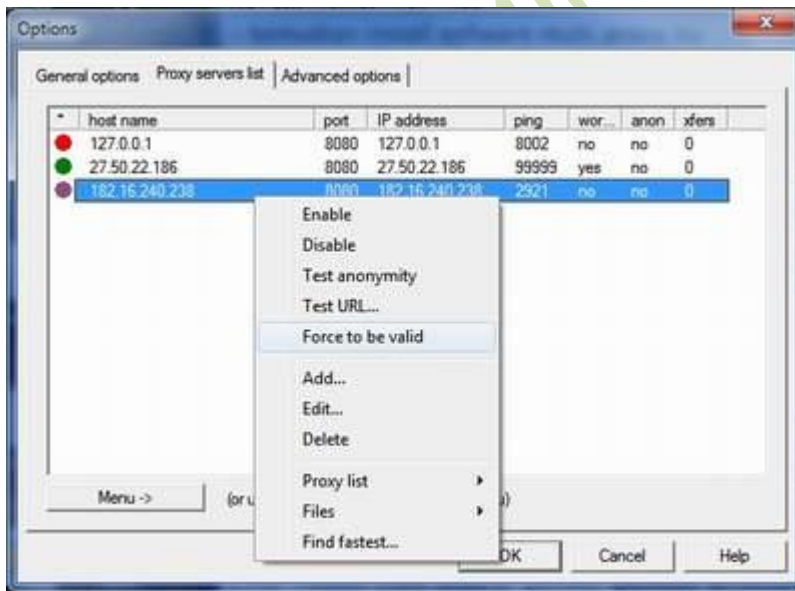 Options
General options Proxy servers list Advanced options
* host name port IP address ping wor... anon xfers
127.0.0.1 8080 127.0.0.1 8002 no no 0
27.50.22.186 8080 27.50.22.186 99999 yes no 0
182.16.240.238 8080 182.16.240.238 2921 no no 0
Enable
Disable
Test anonymity
Test URL...
Force to be valid
Add...
Edit...
Delete
Proxy list
Menu -> (or u
Files
Find fastest...
OK Cancel Help